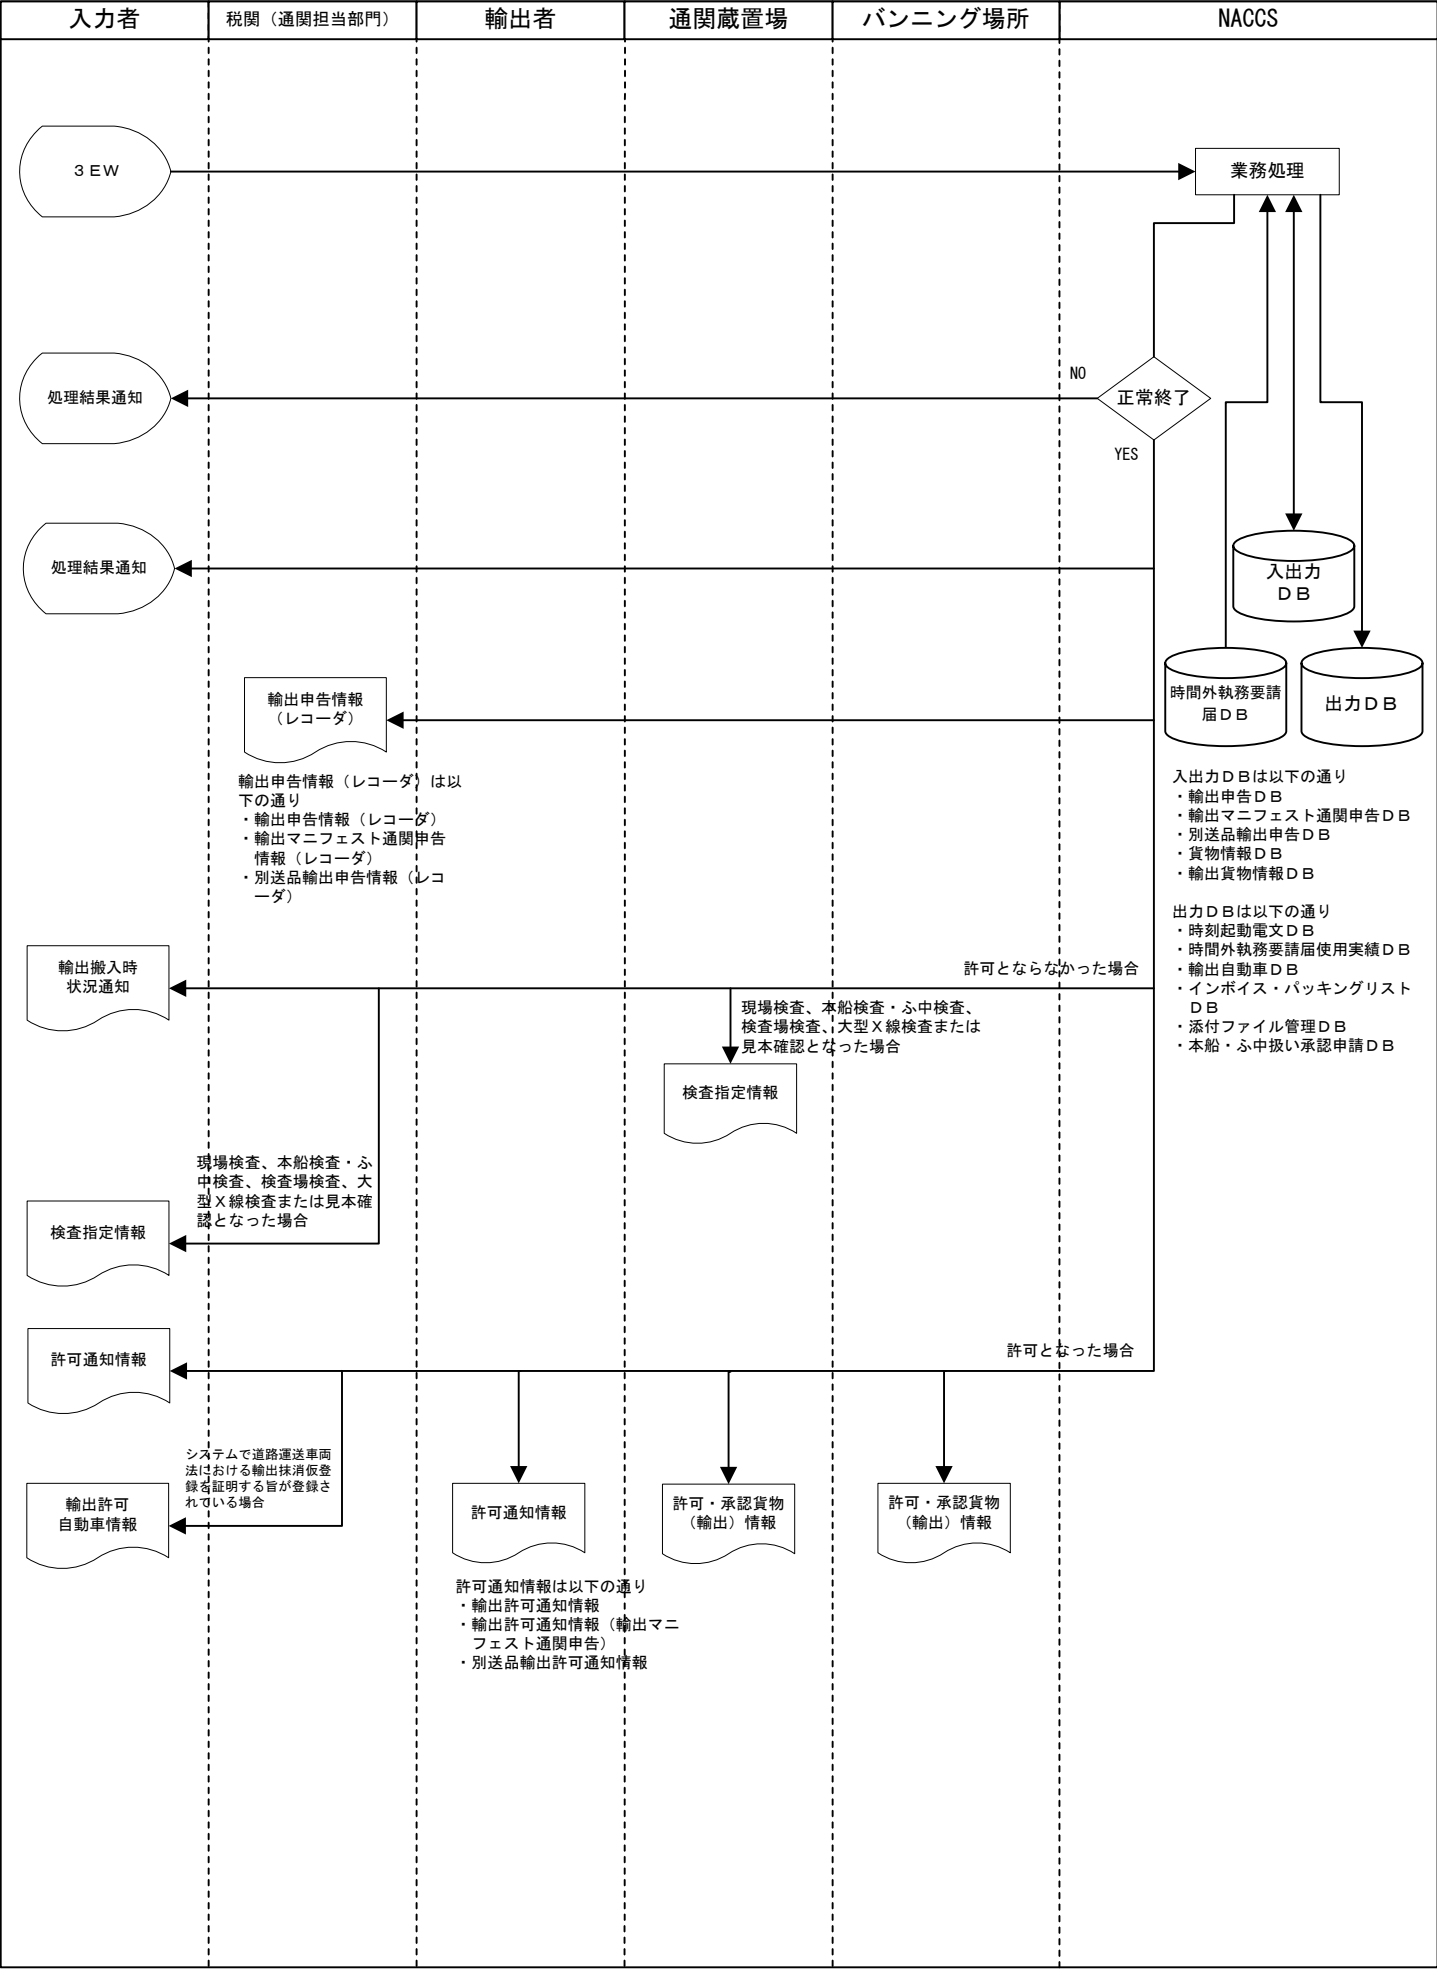 入力者
税関（通関担当部門）
輸出者
通関蔵置場
バンニング場所
NACCS
３ＥＷ
業務処理
処理結果通知
NO
正常終了
YES
処理結果通知
入出力
ＤＢ
時間外執務要請
届ＤＢ
出力ＤＢ
輸出申告情報
（レコーダ）
輸出申告情報（レコーダ）は以
下の通り
・輸出申告情報（レコーダ）
・輸出マニフェスト通関申告
情報（レコーダ）
・別送品輸出申告情報（レコ
ーダ）
入出力ＤＢは以下の通り
・輸出申告ＤＢ
・輸出マニフェスト通関申告ＤＢ
・別送品輸出申告ＤＢ
・貨物情報ＤＢ
・輸出貨物情報ＤＢ
出力ＤＢは以下の通り
・時刻起動電文ＤＢ
・時間外執務要請届使用実績ＤＢ
・輸出自動車ＤＢ
・インボイス・パッキングリスト
ＤＢ
・添付ファイル管理ＤＢ
・本船・ふ中扱い承認申請ＤＢ
輸出搬入時
状況通知
許可とならなかった場合
現場検査、本船検査・ふ中検査、
検査場検査、大型Ｘ線検査または
見本確認となった場合
検査指定情報
現場検査、本船検査・ふ
中検査、検査場検査、大
型Ｘ線検査または見本確
認となった場合
検査指定情報
許可通知情報
許可となった場合
システムで道路運送車両
法における輸出抹消仮登
録を証明する旨が登録さ
れている場合
輸出許可
自動車情報
許可通知情報
許可・承認貨物
（輸出）情報
許可・承認貨物
（輸出）情報
許可通知情報は以下の通り
・輸出許可通知情報
・輸出許可通知情報（輸出マニ
フェスト通関申告）
・別送品輸出許可通知情報